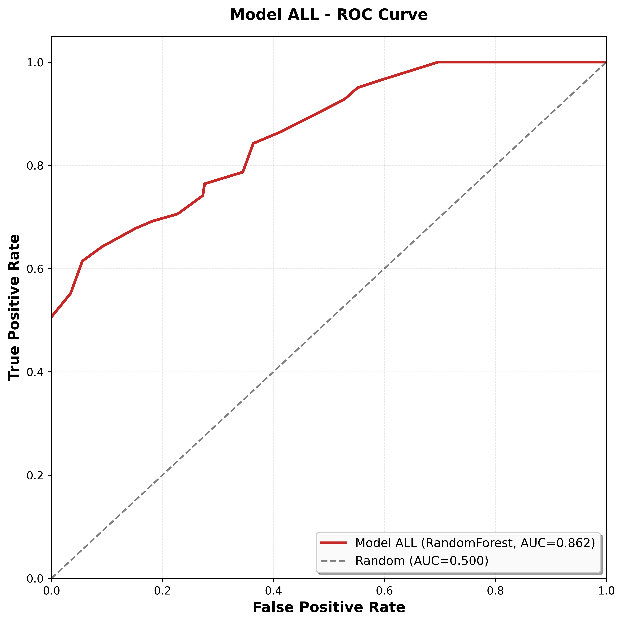 Model ALL - ROC Curve
True Positive Rate
1.0
0.8
0.6
0.4
0.2
0.0
Model ALL (RandomForest, AUC=0.862)
Random (AUC=0.500)
0.0 0.2 0.4 0.6 0.8 1.0
False Positive Rate